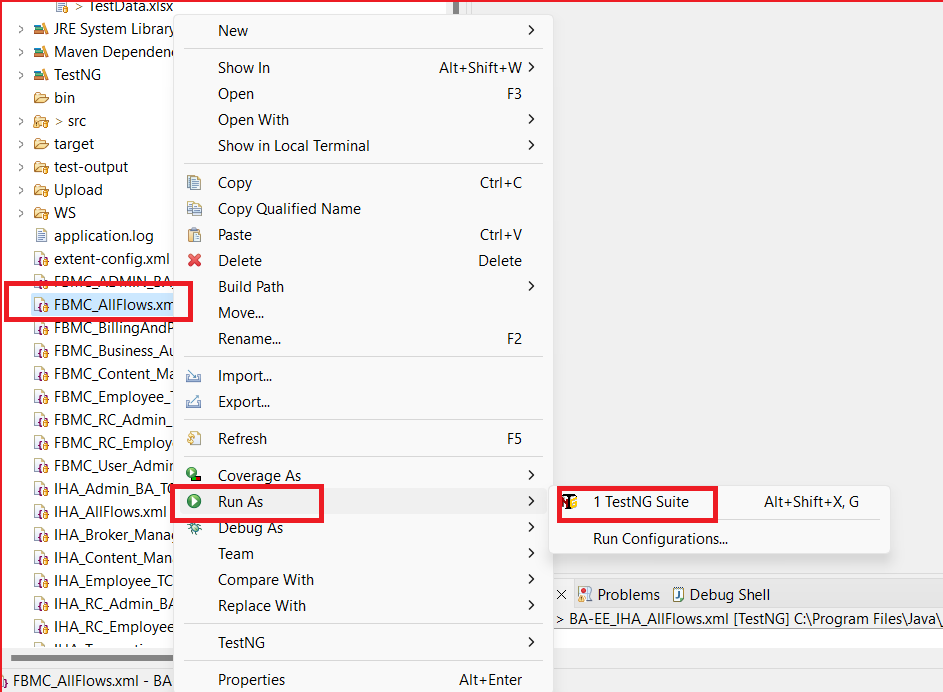 > TestData.xlsx
> JRE System Library
> Maven Dependenc
> TestNG
bin
> > src
> target
> test-output
> Upload
> WS
application.log
extent-config.xml
FBMC_ADMIN_BA_
FBMC_AllFlows.xm
FBMC_BillingAndP
FBMC_Business_Au
FBMC_Content_Ma
FBMC_Employee_T
FBMC_RC_Admin_
FBMC_RC_Employe
FBMC_User_Admin
IHA_Admin_BA_TC
IHA_AllFlows.xml
IHA_Broker_Manag
IHA_Content_Man
IHA_Employee_TC
IHA_RC_Admin_BA
IHA_RC_Employee
FBMC_AllFlows.xml - BA
New >
Show In Alt+Shift+W >
Open F3
Open With >
Show in Local Terminal >
Copy Ctrl+C
Copy Qualified Name
Paste Ctrl+V
Delete Delete
Build Path >
Move...
Rename... F2
Import...
Export...
Refresh F5
Coverage As >
Run As >
Debug As >
Team >
Compare With >
Replace With >
TestNG >
Properties Alt+Enter
1 TestNG Suite Alt+Shift+X, G
Run Configurations...
Problems Debug Shell
> BA-EE_IHA_AllFlows.xml [TestNG] C:\Program Files\Java\